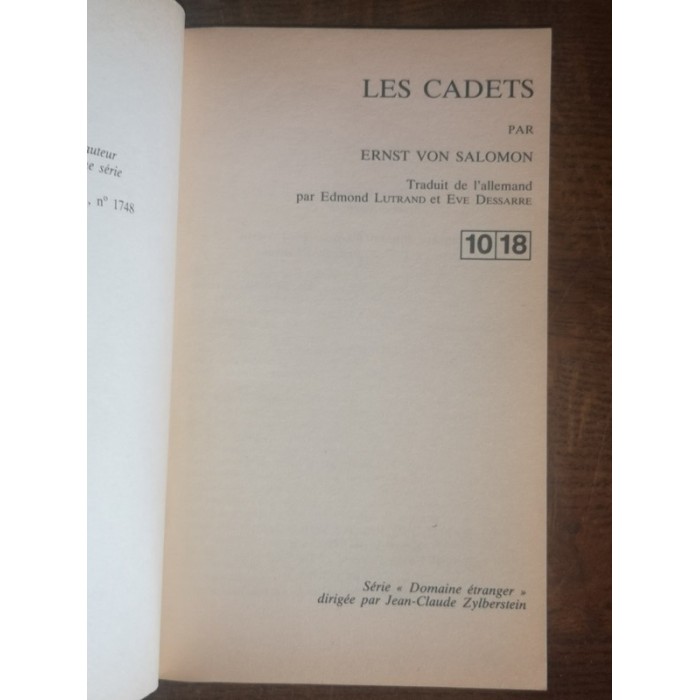 auteur
série
, nº 1748
LES CADETS
PAR
ERNST VON SALOMON
Traduit de l'allemand
par Edmond LUTRAND et EVE DESSARRE
10 18
Série « Domaine étranger »
dirigée par Jean-Claude Zylberstein